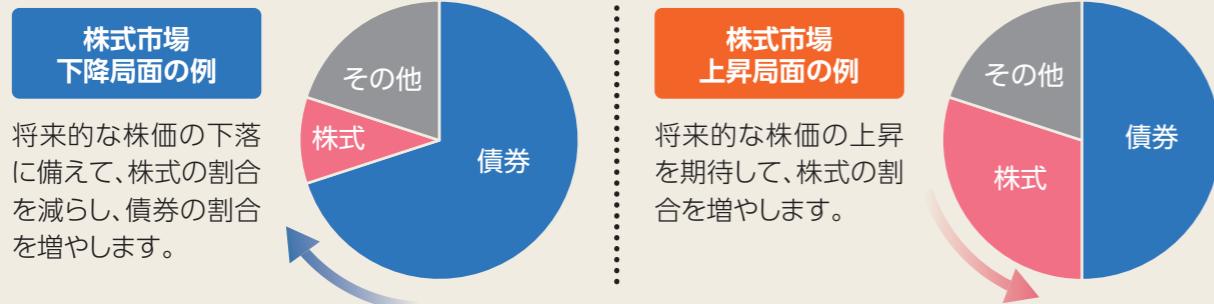 株式市場
下降局面の例
将来的な株価の下落
に備えて、株式の割合
を減らし、債券の割合
を増やします。
その他
株式
債券
株式市場
上昇局面の例
将来的な株価の上昇
を期待して、株式の割
合を増やします。
その他
株式
債券